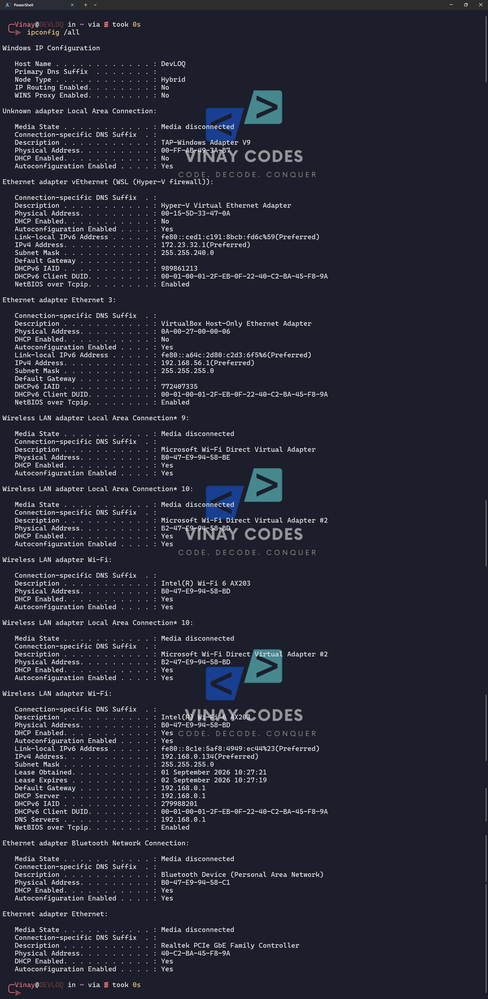 PowerShell
Vinay@DEVLOQ in ~ via took 0s
ipconfig /all
Windows IP Configuration
Host Name . . . . . . . . . . . . : DevLOQ
Primary Dns Suffix  . . . . . . . :
Node Type . . . . . . . . . . . . : Hybrid
IP Routing Enabled. . . . . . . . : No
WINS Proxy Enabled. . . . . . . . : No
Unknown adapter Local Area Connection:
Media State . . . . . . . . . . . : Media disconnected
Connection-specific DNS Suffix  . :
Description . . . . . . . . . . . : TAP-Windows Adapter V9
Physical Address. . . . . . . . . : 00-FF-AB-49-3A-B7
VINAY CODES
DHCP Enabled. . . . . . . . . . . : No
Autoconfiguration Enabled . . . . : Yes
CODE. DECODE. CONQUER
Ethernet adapter vEthernet (WSL (Hyper-V firewall)):
Connection-specific DNS Suffix  . :
Description . . . . . . . . . . . : Hyper-V Virtual Ethernet Adapter
Physical Address. . . . . . . . . : 00-15-5D-33-47-0A
DHCP Enabled. . . . . . . . . . . : No
Autoconfiguration Enabled . . . . : Yes
Link-local IPv6 Address . . . . . : fe80::ced1:c191:8bcb:fd6c%59(Preferred)
IPv4 Address. . . . . . . . . . . : 172.23.32.1(Preferred)
Subnet Mask . . . . . . . . . . . : 255.255.240.0
Default Gateway . . . . . . . . . :
DHCPv6 IAID . . . . . . . . . . . : 989861213
DHCPv6 Client DUID. . . . . . . . : 00-01-00-01-2F-EB-0F-22-40-C2-BA-45-F8-9A
NetBIOS over Tcpip. . . . . . . . : Enabled
Ethernet adapter Ethernet 3:
Connection-specific DNS Suffix  . :
Description . . . . . . . . . . . : VirtualBox Host-Only Ethernet Adapter
Physical Address. . . . . . . . . : 0A-00-27-00-00-06
DHCP Enabled. . . . . . . . . . . : No
Autoconfiguration Enabled . . . . : Yes
Link-local IPv6 Address . . . . . : fe80::a64c:2d80:c2d3:6f5%6(Preferred)
IPv4 Address. . . . . . . . . . . : 192.168.56.1(Preferred)
Subnet Mask . . . . . . . . . . . : 255.255.255.0
Default Gateway . . . . . . . . . :
DHCPv6 IAID . . . . . . . . . . . : 772407335
DHCPv6 Client DUID. . . . . . . . : 00-01-00-01-2F-EB-0F-22-40-C2-BA-45-F8-9A
NetBIOS over Tcpip. . . . . . . . : Enabled
Wireless LAN adapter Local Area Connection* 9:
Media State . . . . . . . . . . . : Media disconnected
Connection-specific DNS Suffix  . :
Description . . . . . . . . . . . : Microsoft Wi-Fi Direct Virtual Adapter
Physical Address. . . . . . . . . : B0-47-E9-94-58-BE
DHCP Enabled. . . . . . . . . . . : Yes
Autoconfiguration Enabled . . . . : Yes
Wireless LAN adapter Local Area Connection* 10:
Media State . . . . . . . . . . . : Media disconnected
Connection-specific DNS Suffix  . :
Description . . . . . . . . . . . : Microsoft Wi-Fi Direct Virtual Adapter #2
Physical Address. . . . . . . . . : B2-47-E9-94-58-BD
VINAY CODES
DHCP Enabled. . . . . . . . . . . : Yes
Autoconfiguration Enabled . . . . : Yes
CODE. DECODE. CONQUER
Wireless LAN adapter Wi-Fi:
Connection-specific DNS Suffix  . :
Description . . . . . . . . . . . : Intel(R) Wi-Fi 6 AX203
Physical Address. . . . . . . . . : B0-47-E9-94-58-BD
DHCP Enabled. . . . . . . . . . . : Yes
Autoconfiguration Enabled . . . . : Yes
Wireless LAN adapter Local Area Connection* 10:
Media State . . . . . . . . . . . : Media disconnected
Connection-specific DNS Suffix  . :
Description . . . . . . . . . . . : Microsoft Wi-Fi Direct Virtual Adapter #2
Physical Address. . . . . . . . . : B2-47-E9-94-58-BD
DHCP Enabled. . . . . . . . . . . : Yes
Autoconfiguration Enabled . . . . : Yes
Wireless LAN adapter Wi-Fi:
Connection-specific DNS Suffix  . :
VINAY CODES
Description . . . . . . . . . . . : Intel(R) Wi-Fi 6 AX203
Physical Address. . . . . . . . . : B0-47-E9-94-58-BD
DHCP Enabled. . . . . . . . . . . : Yes
CODE. DECODE. CONQUER
Autoconfiguration Enabled . . . . : Yes
Link-local IPv6 Address . . . . . : fe80::8c1e:5af8:4949:ec44%23(Preferred)
IPv4 Address. . . . . . . . . . . : 192.168.0.134(Preferred)
Subnet Mask . . . . . . . . . . . : 255.255.255.0
Lease Obtained. . . . . . . . . . : 01 September 2026 10:27:21
Lease Expires . . . . . . . . . . : 02 September 2026 10:27:19
Default Gateway . . . . . . . . . : 192.168.0.1
DHCP Server . . . . . . . . . . . : 192.168.0.1
DHCPv6 IAID . . . . . . . . . . . : 279988201
DHCPv6 Client DUID. . . . . . . . : 00-01-00-01-2F-EB-0F-22-40-C2-BA-45-F8-9A
DNS Servers . . . . . . . . . . . : 192.168.0.1
NetBIOS over Tcpip. . . . . . . . : Enabled
Ethernet adapter Bluetooth Network Connection:
Media State . . . . . . . . . . . : Media disconnected
Connection-specific DNS Suffix  . :
Description . . . . . . . . . . . : Bluetooth Device (Personal Area Network)
Physical Address. . . . . . . . . : B0-47-E9-94-58-C1
DHCP Enabled. . . . . . . . . . . : Yes
Autoconfiguration Enabled . . . . : Yes
Ethernet adapter Ethernet:
Media State . . . . . . . . . . . : Media disconnected
Connection-specific DNS Suffix  . :
Description . . . . . . . . . . . : Realtek PCIe GbE Family Controller
Physical Address. . . . . . . . . : 40-C2-BA-45-F8-9A
DHCP Enabled. . . . . . . . . . . : Yes
Autoconfiguration Enabled . . . . : Yes
Vinay@DEVLOQ in ~ via took 0s